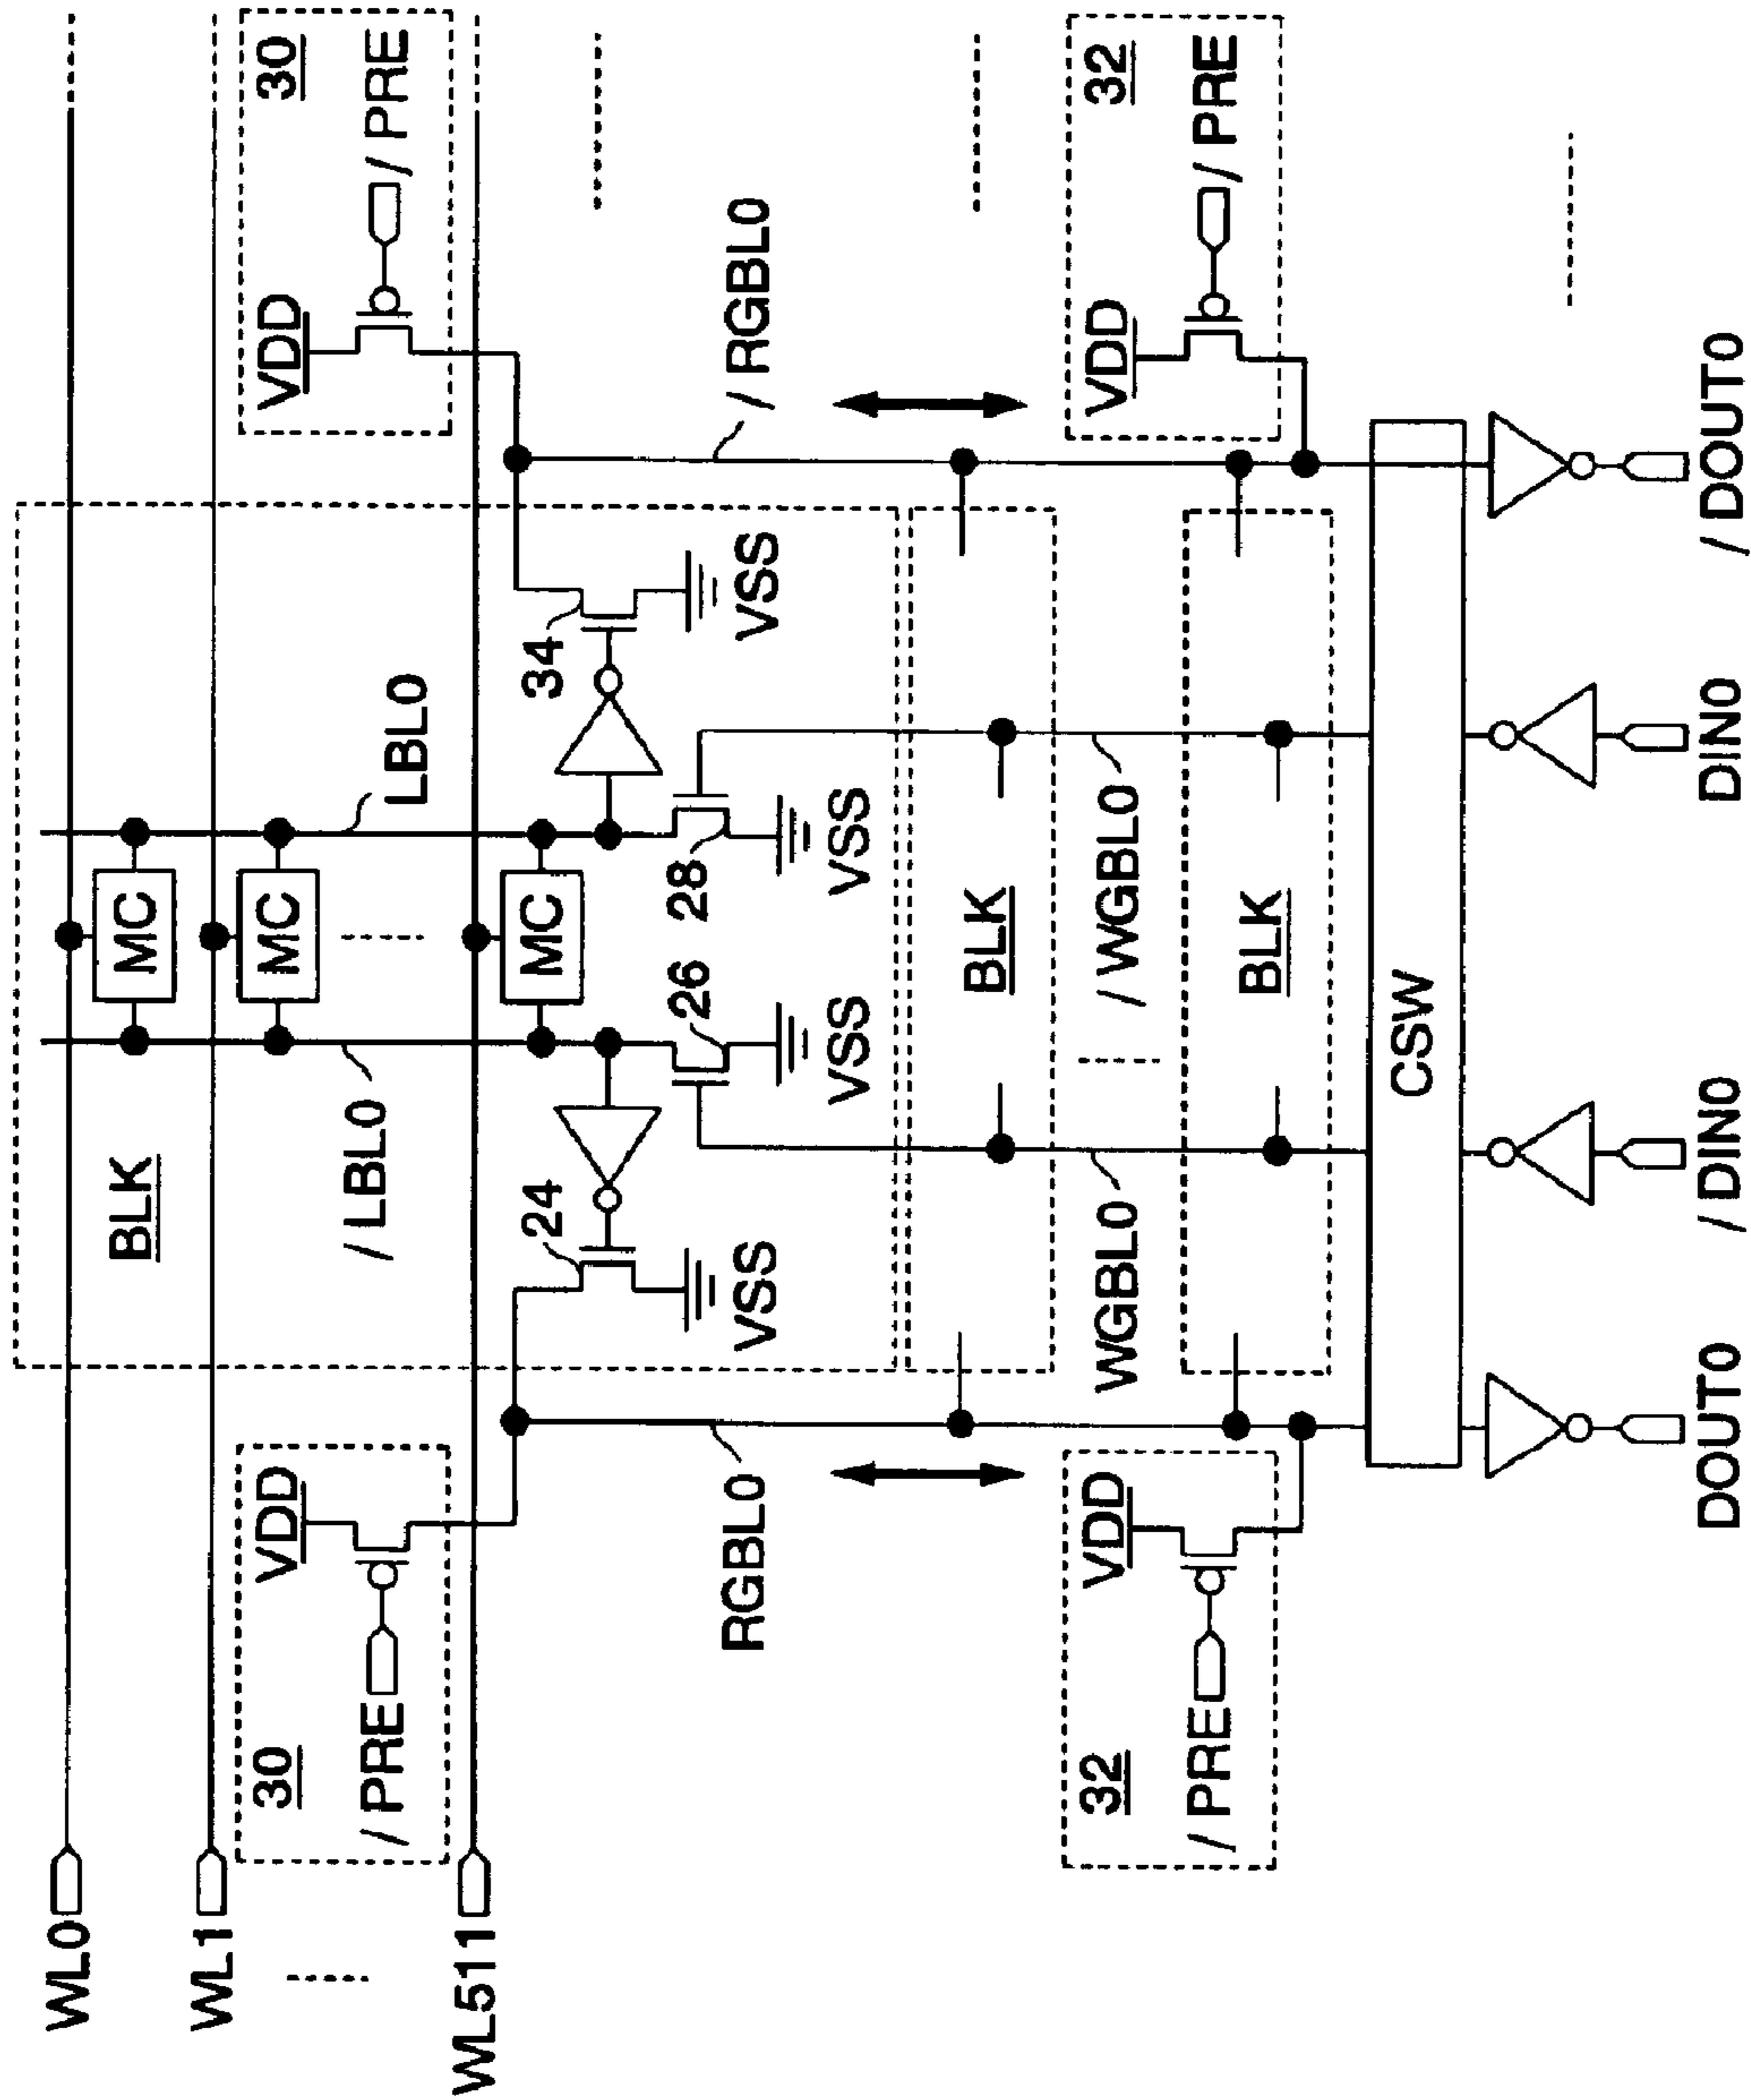 WL0
BLK
MC
WL1
30
VDD
MC
VDD
30
/ PRE
/ LBL0
LBL0
/ PRE
WL511
24
MC
34
26
28
RGBL0
VSS
VSS
/ RGBL0
VSS
VSS
BLK
32
VDD
WGBL0
/ WGBL0
VDD
32
/ PRE
BLK
/ PRE
CSW
DOUT0
/ DIN0
DIN0
/ DOUT0